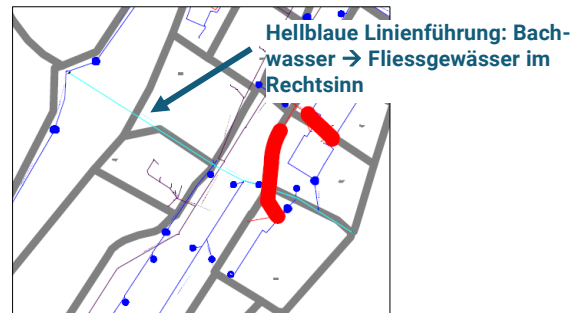 Hellblaue Linienführung: Bach-
wasser → Fliessgewässer im
Rechtsinn